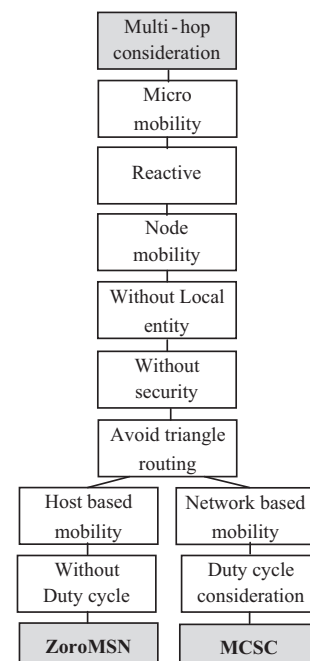 Multi-hop
consideration
Micro
mobility
Reactive
Node
mobility
Without Local
entity
Without
security
Avoid triangle
routing
Host based
mobility
Network based
mobility
Without
Duty cycle
Duty cycle
consideration
ZoroMSN
MCSC